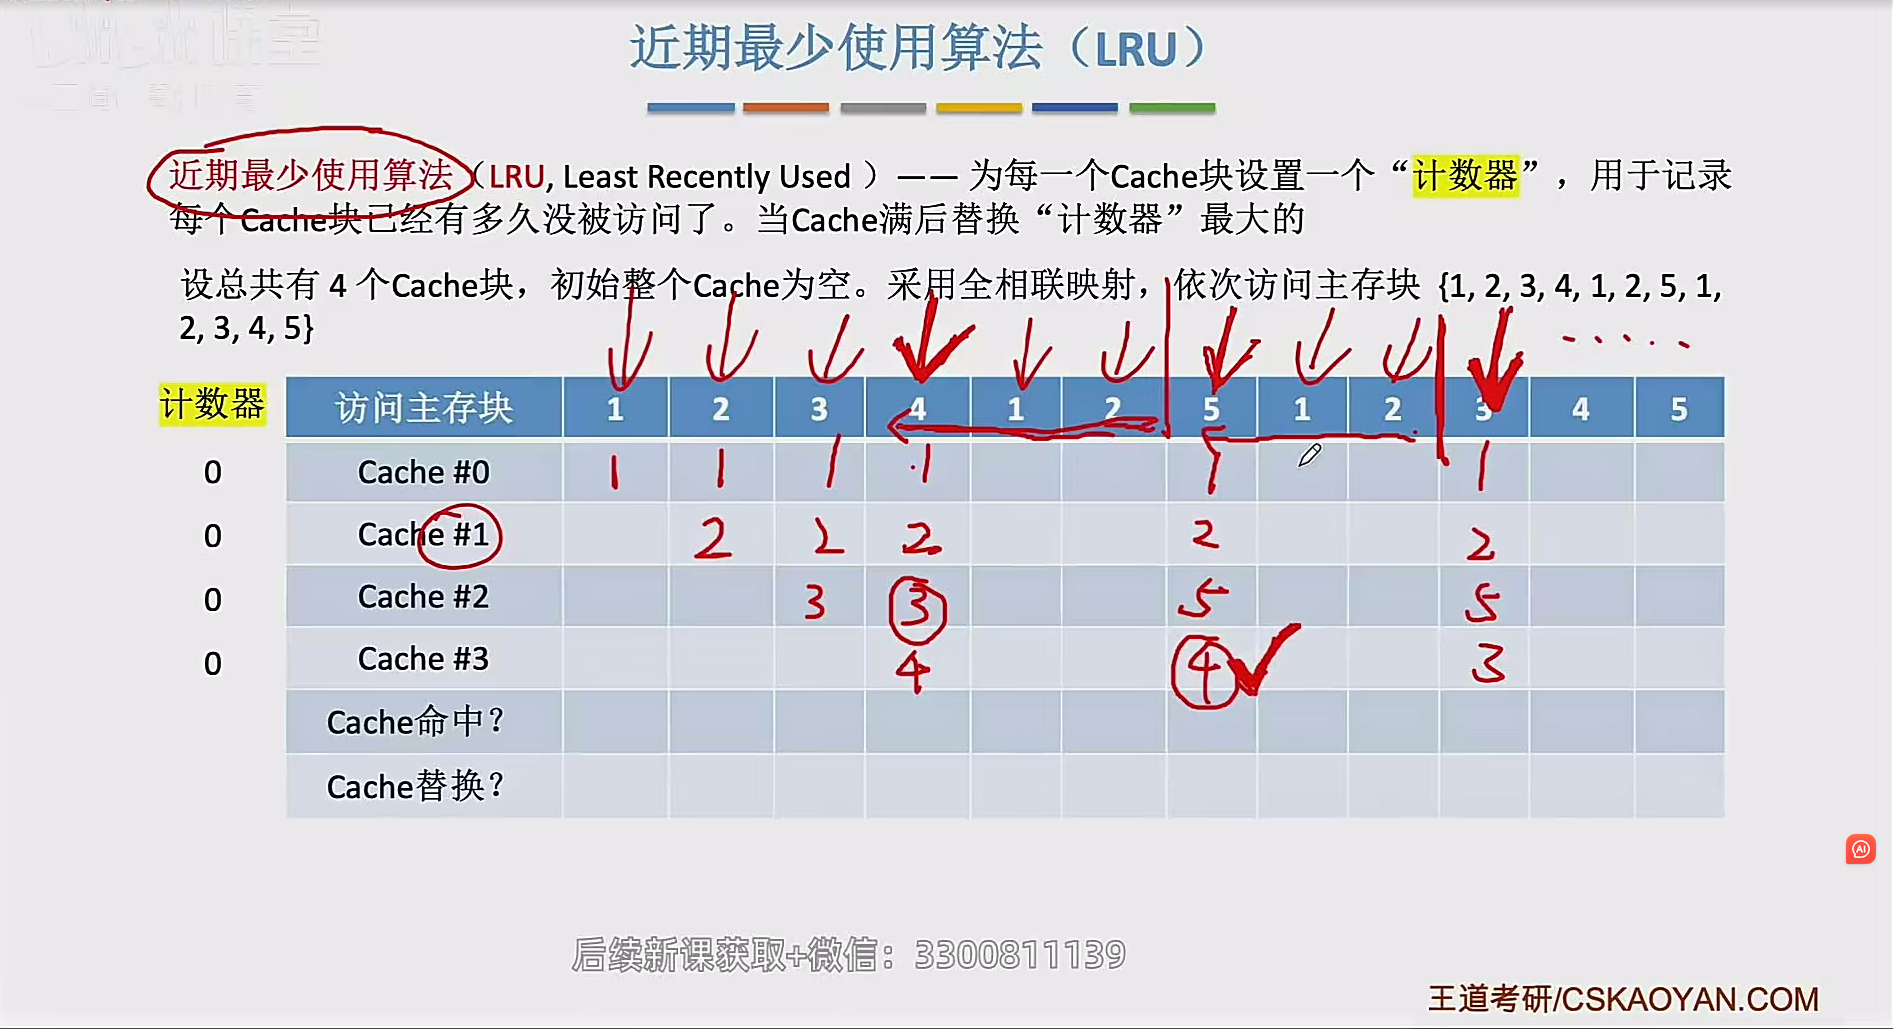 近期最少使用算法（LRU）
近期最少使用算法（LRU, Least Recently Used ）—— 为每一个Cache块设置一个“计数器”，用于记录
每个Cache块已经有多久没被访问了。当Cache满后替换“计数器”最大的
设总共有 4 个Cache块，初始整个Cache为空。采用全相联映射，依次访问主存块 {1, 2, 3, 4, 1, 2, 5, 1,
2, 3, 4, 5}
计数器 访问主存块 1 2 3 4 1 2 5 1 2 3 4 5
0 Cache #0 1 1 1 1 1 1
0 Cache #1 2 2 2 2 2
0 Cache #2 3 3 5 5
0 Cache #3 4 4 3
Cache命中？
Cache替换？
AI
后续新课获取+微信：3300811139
王道考研/CSKAOYAN.COM